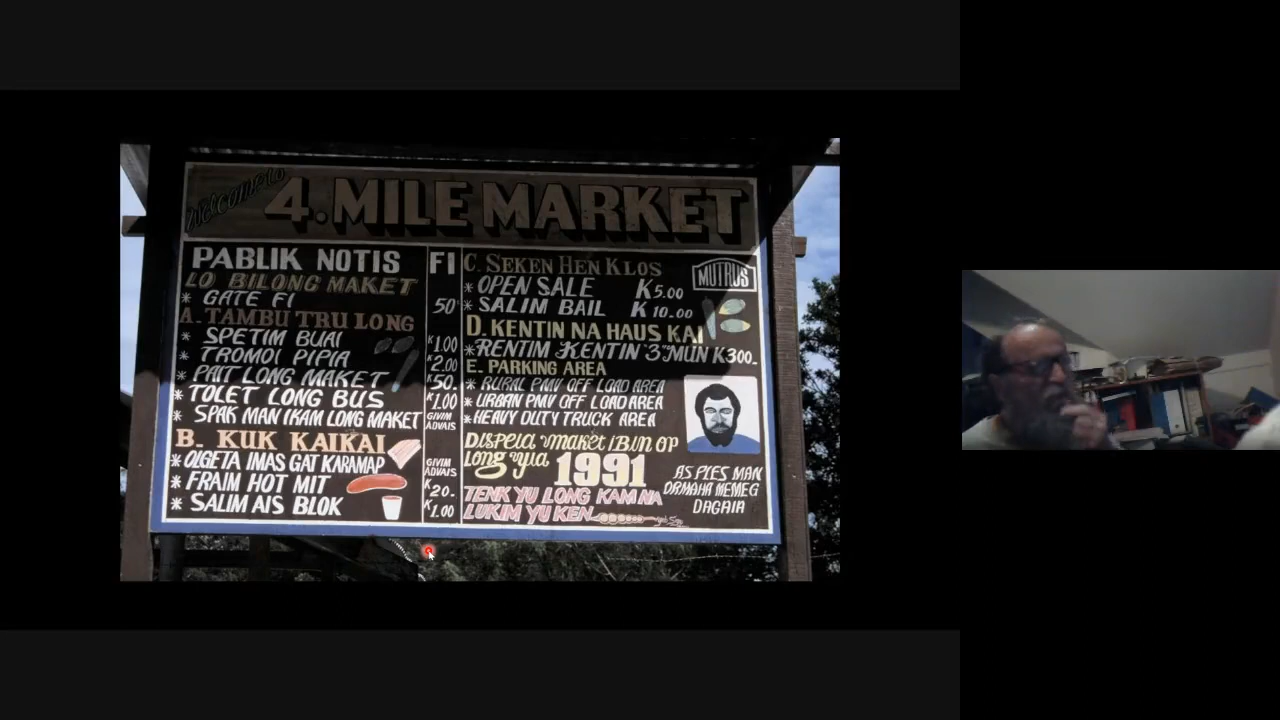 Welcome to
4. MILE MARKET
PABLIK NOTIS
FI
LO BILONG MAKET
* GATE FI 50
A. TAMBU TRU LONG
* SPETIM BUAI K1.00
* TROMOI PIPIA K2.00
* PAIT LONG MAKET K50.
* TOLET LONG BUS K1.00
* SPAK MAN IKAM LONG MAKET GIVIM ADVAIS
B. KUK KAIKAI
* OLGETA IMAS GAT KARAMAP GIVIM ADVAIS
* FRAIM HOT MIT K20-
* SALIM AIS BLOK K1.00
C. SEKEN HEN KLOS
MUTRUS
* OPEN SALE K5.00
* SALIM BAIL K10.00
D. KENTIN NA HAUS KAI
* RENTIM KENTIN "3" MUN K300.
E. PARKING AREA
* RURAL PMV OFF LOAD AREA
* URBAN PMV OFF LOAD AREA
* HEAVY DUTY TRUCK AREA
Dispela maket iBin op
Long yia 1991
AS PLES MAN
DAGAIA
TENK YU LONG KAM NA
LUKIM YU KEN